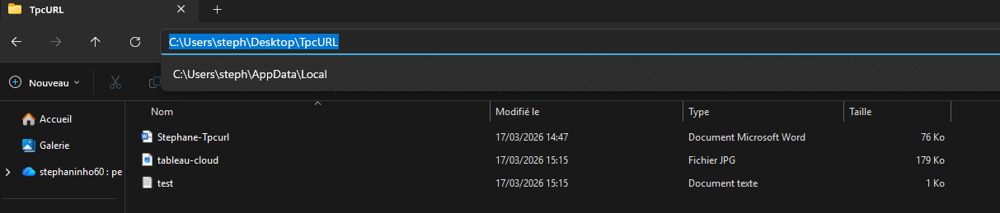 TpcURL
C:\Users\steph\Desktop\TpcURL
C:\Users\steph\AppData\Local
Nouveau
Nom Modifié le Type Taille
Accueil
Stephane-Tpcurl 17/03/2026 14:47 Document Microsoft Word 76 Ko
Galerie
tableau-cloud 17/03/2026 15:15 Fichier JPG 179 Ko
stephaninho60 : pe
test 17/03/2026 15:15 Document texte 1 Ko